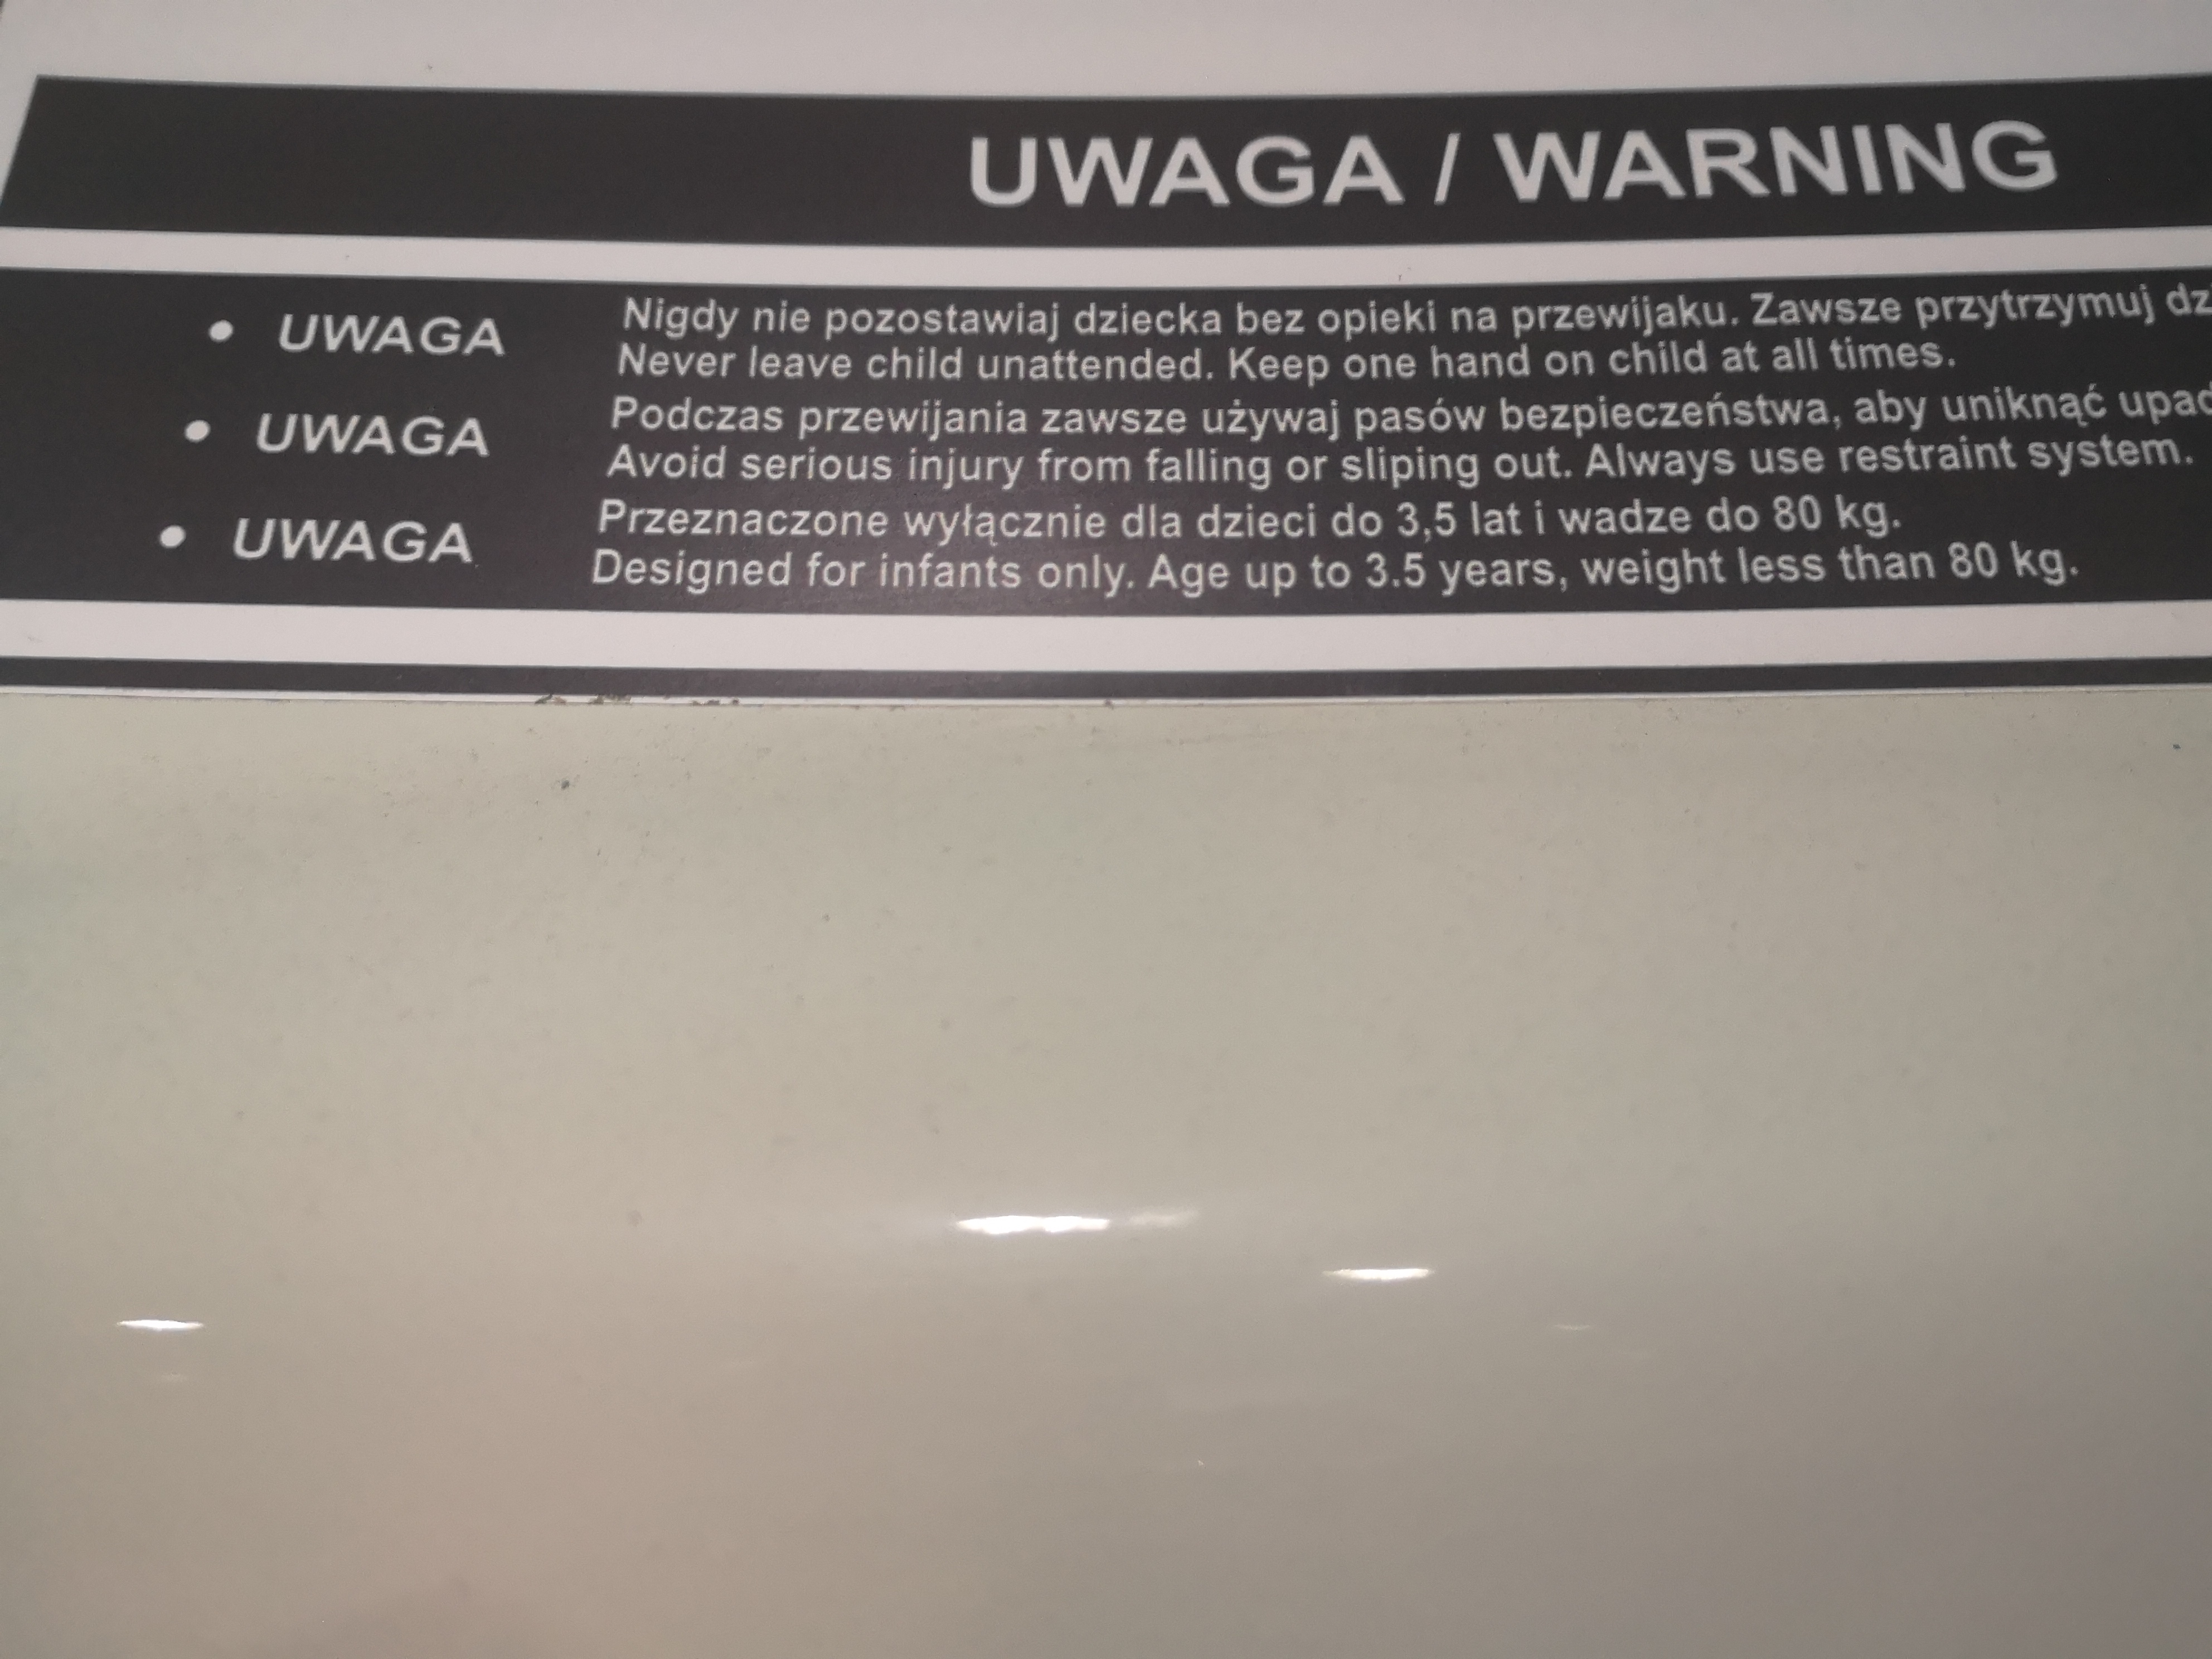 UWAGA / WARNING
• UWAGA Nigdy nie pozostawiaj dziecka bez opieki na przewijaku. Zawsze przytrzymuj
Never leave child unattended. Keep one hand on child at all times.
• UWAGA Podczas przewijania zawsze używaj pasów bezpieczeństwa, aby uniknąć
Avoid serious injury from falling or sliping out. Always use restraint system.
• UWAGA Przeznaczone wyłącznie dla dzieci do 3,5 lat i wadze do 80 kg.
Designed for infants only. Age up to 3.5 years, weight less than 80 kg.